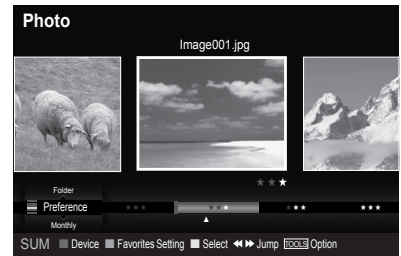 Photo
Image001.jpg
Folder
Preference
Monthly
SUM Device Favorites Setting Select Jump TOOLS Option